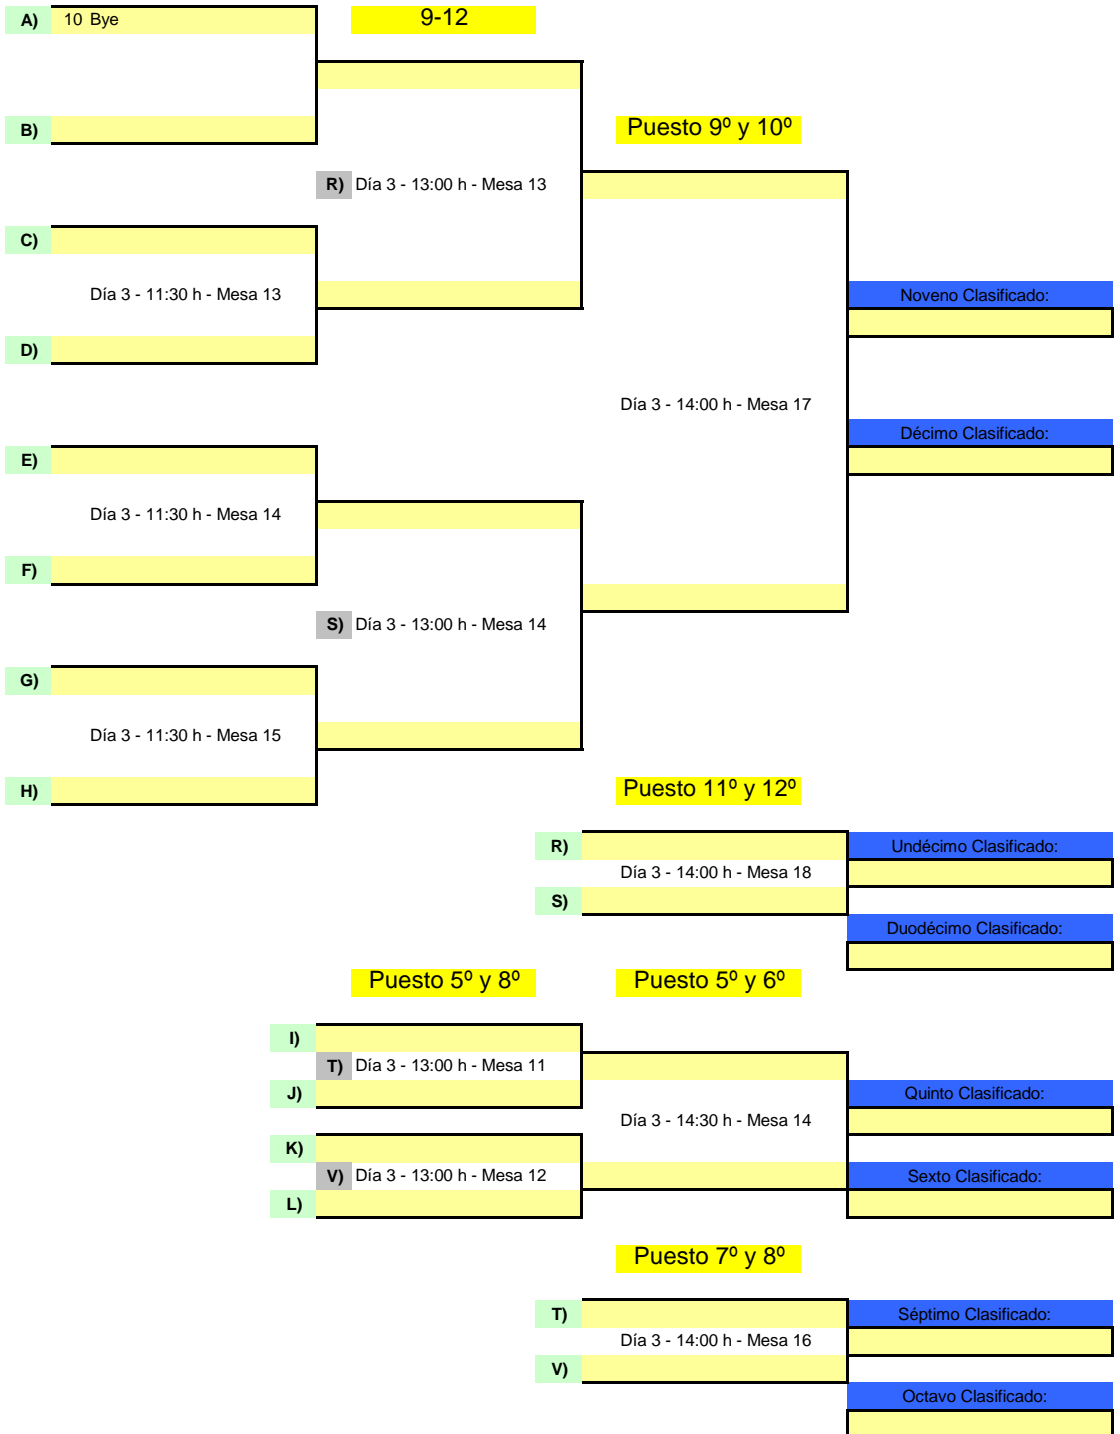 A) 10 Bye 9-12
B) Puesto 9º y 10º
R) Día 3 - 13:00 h - Mesa 13
C)
Día 3 - 11:30 h - Mesa 13 Noveno Clasificado:
D)
Día 3 - 14:00 h - Mesa 17
Décimo Clasificado:
E)
Día 3 - 11:30 h - Mesa 14
F)
S) Día 3 - 13:00 h - Mesa 14
G)
Día 3 - 11:30 h - Mesa 15
H) Puesto 11º y 12º
R) Undécimo Clasificado:
Día 3 - 14:00 h - Mesa 18
S)
Duodécimo Clasificado:
Puesto 5º y 8º Puesto 5º y 6º
I)
T) Día 3 - 13:00 h - Mesa 11
J) Quinto Clasificado:
Día 3 - 14:30 h - Mesa 14
K)
V) Día 3 - 13:00 h - Mesa 12 Sexto Clasificado:
L)
Puesto 7º y 8º
T) Séptimo Clasificado:
Día 3 - 14:00 h - Mesa 16
V)
Octavo Clasificado: